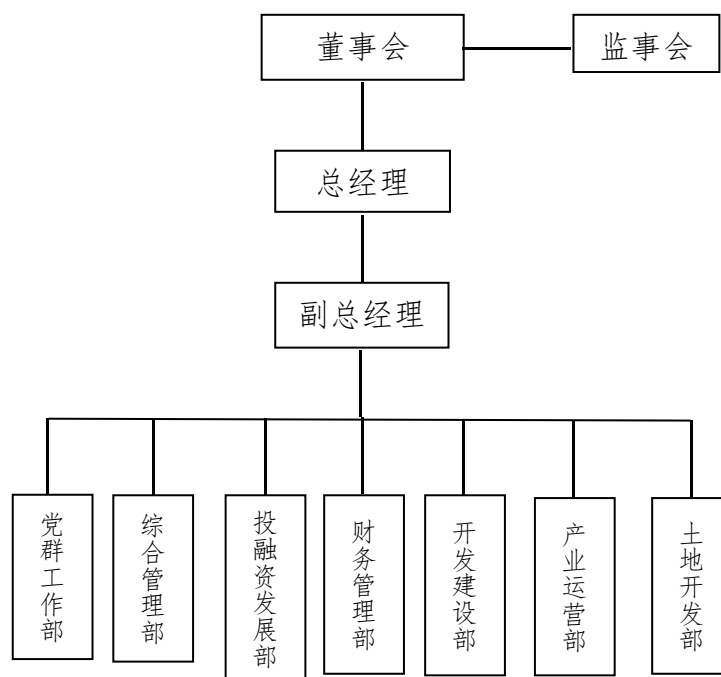 董事会
监事会
总经理
副总经理
党群工作部
综合管理部
投融资发展部
财务管理部
开发建设部
产业运营部
土地开发部